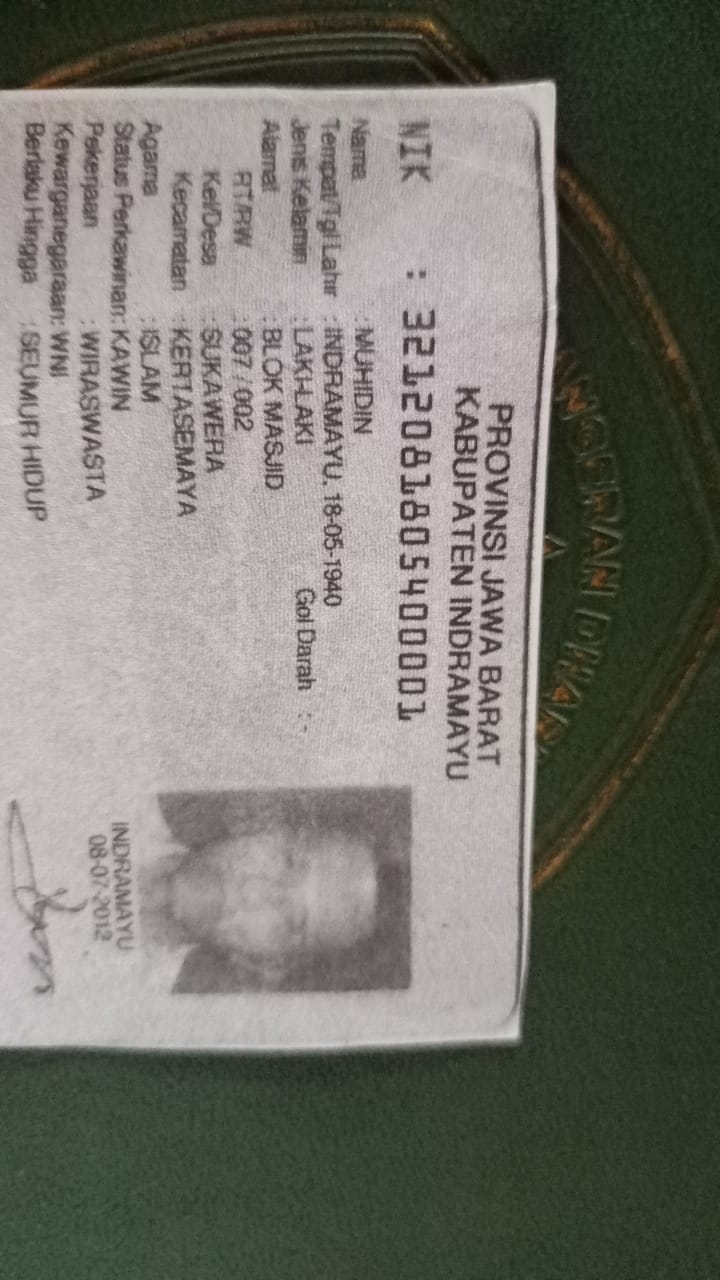 PROVINSI JAWA BARAT
KABUPATEN INDRAMAYU
NIK : 3212081805400001
Nama : MUHIDIN
Tempat/Tgl Lahir : INDRAMAYU, 18-05-1940
Jenis Kelamin : LAKI-LAKI Gol Darah : -
Alamat : BLOK MASJID
RT/RW : 007 / 002
Kel/Desa : SUKAWERA
Kecamatan : KERTASEMAYA
Agama : ISLAM
Status Perkawinan: KAWIN
Pekerjaan : WIRASWASTA
Kewarganegaraan: WNI
Berlaku Hingga : SEUMUR HIDUP
INDRAMAYU
08-07-2012